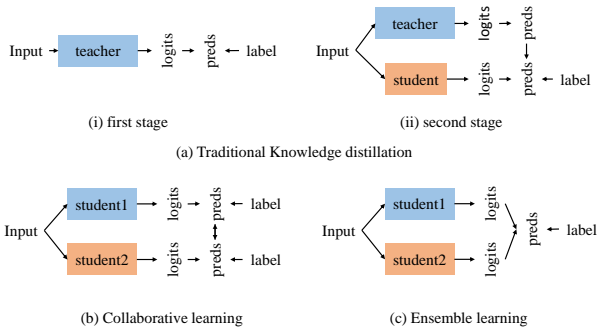 Input teacher logits preds label
(i) first stage
teacher logits preds
Input
student logits preds label
(ii) second stage
(a) Traditional Knowledge distillation
student1 logits preds label
Input
student2 logits preds label
(b) Collaborative learning
student1 logits
Input preds label
student2 logits
(c) Ensemble learning